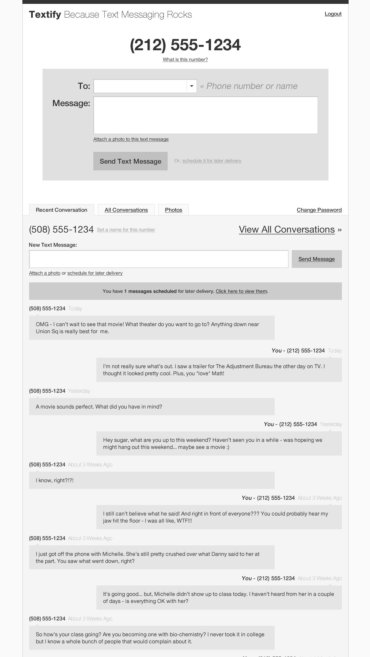 Textify Because Text Messaging Rocks
Logout
(212) 555-1234
What is this number?
To:
« Phone number or name
Message:
Attach a photo to this text message
Send Text Message
Or, schedule it for later delivery.
Recent Conversation
All Conversations
Photos
Change Password
(508) 555-1234 Set a name for this number
View All Conversations »
New Text Message:
Send Message
Attach a photo or schedule for later delivery
You have 1 messages scheduled for later delivery. Click here to view them.
(508) 555-1234 Today
OMG - I can't wait to see that movie! What theater do you want to go to? Anything down near
Union Sq is really best for me.
You - (212) 555-1234 Today
I'm not really sure what's out. I saw a trailer for The Adjustment Bureau the other day on TV. I
thought it looked pretty cool. Plus, you "love" Matt!
(508) 555-1234 Yesterday
A movie sounds perfect. What did you have in mind?
You - (212) 555-1234 Yesterday
Hey sugar, what are you up to this weekend? Haven't seen you in a while - was hoping we
might hang out this weekend... maybe see a movie :)
(508) 555-1234 About 3 Weeks Ago
I know, right?!?!
You - (212) 555-1234 About 3 Weeks Ago
I still can't believe what he said! And right in front of everyone??? You could probably hear my
jaw hit the floor - I was all like, WTF!!!
(508) 555-1234 About 3 Weeks Ago
I just got off the phone with Michelle. She's still pretty crushed over what Danny said to her at
the part. You saw what went down, right?
You - (212) 555-1234 About 3 Weeks Ago
It's going good... but, Michelle didn't show up to class today. I haven't heard from her in a couple
of days - is everything OK with her?
(508) 555-1234 About 3 Weeks Ago
So how's your class going? Are you becoming one with bio-chemistry? I never took it in college
but I know a whole bunch of people that would complain about it.